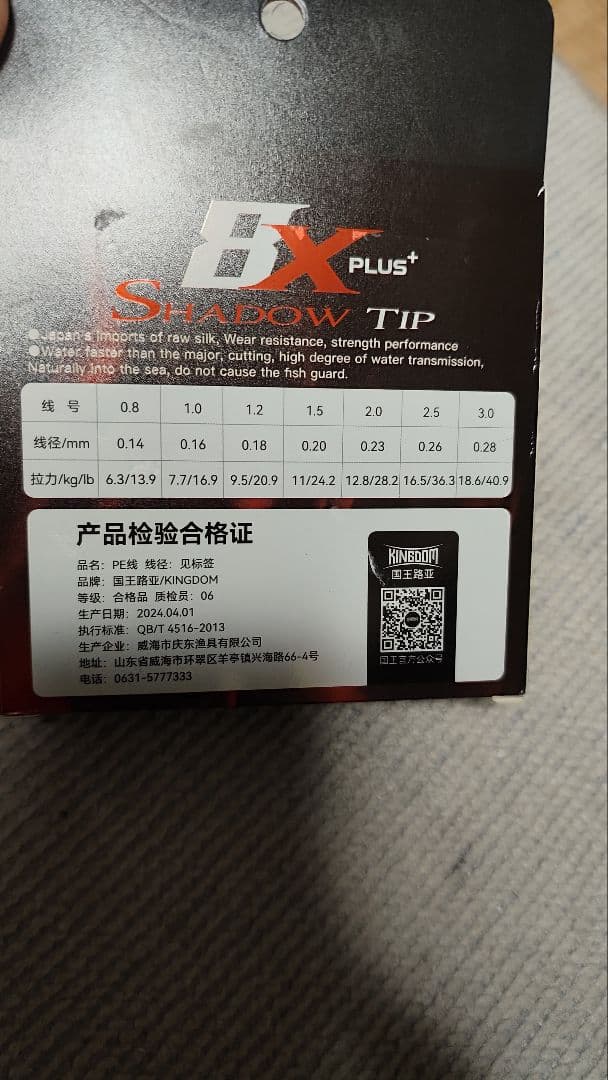 8X PLUS+
SHADOW TIP
●Japan's imports of raw silk, Wear resistance, strength performance
●Water faster than the major, cutting, high degree of water transmission,
Naturally into the sea, do not cause the fish guard.
线 号 0.8 1.0 1.2 1.5 2.0 2.5 3.0
线径/mm 0.14 0.16 0.18 0.20 0.23 0.26 0.28
拉力/kg/lb 6.3/13.9 7.7/16.9 9.5/20.9 11/24.2 12.8/28.2 16.5/36.3 18.6/40.9
产品检验合格证
品名：PE线 线径：见标签
品牌：国王路亚/KINGDOM
等级：合格品 质检员：06
生产日期：2024.04.01
执行标准：QB/T 4516-2013
生产企业：威海市庆东渔具有限公司
地址：山东省威海市环翠区羊亭镇兴海路66-4号
电话：0631-5777333
KINGDOM
国王路亚
国王官方公众号